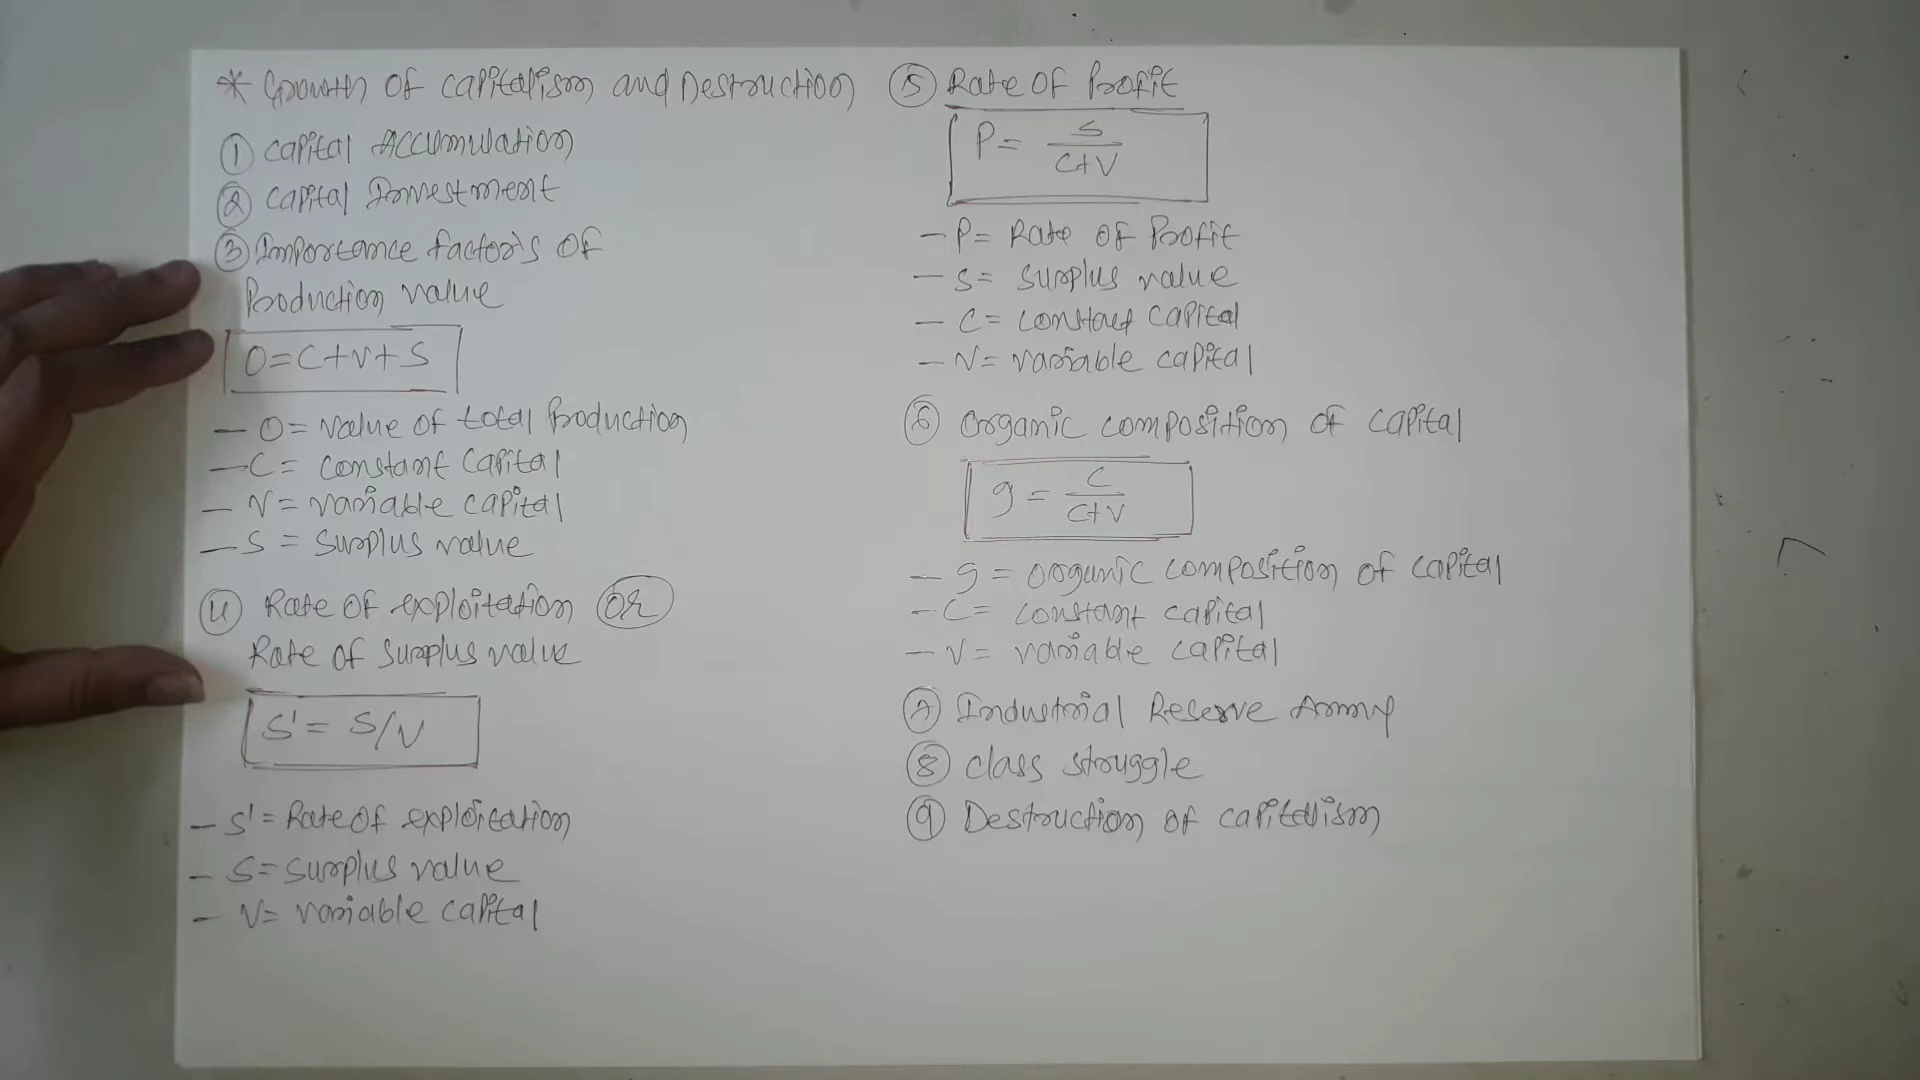 * Growth of capitalism and Destruction
① capital Accumulation
② capital Investment
③ Importance factor's of
Production value
O=C+V+S
- O= value of total Production
- C= constant capital
- V= variable capital
- S = surplus value
④ Rate of exploitation OR
Rate of surplus value
S' = S/V
- S' = Rate of exploitation
- S= surplus value
- V= variable capital
⑤ Rate of Profit
P= S
C+V
- P= Rate of Profit
- S= surplus value
- C= constant capital
- V= variable capital
⑥ organic composition of capital
g = C
C+V
- g = organic composition of capital
- C= constant capital
- V= variable capital
⑦ Industrial Reserve Army
⑧ class struggle
⑨ Destruction of capitalism